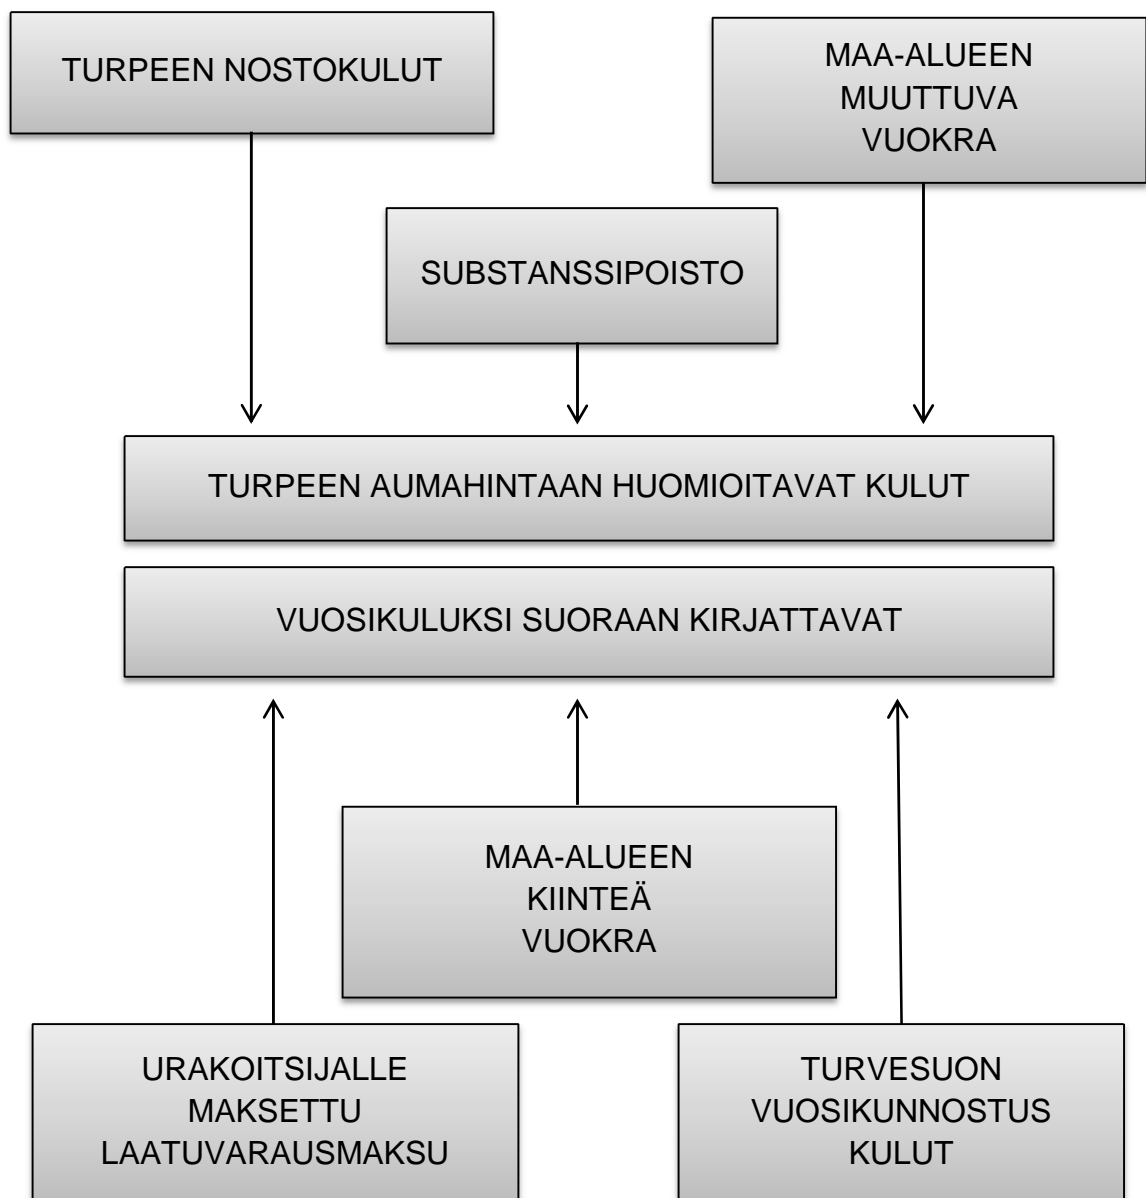 TURPEEN NOSTOKULUT
MAA-ALUEEN
MUUTTUVA
VUOKRA
SUBSTANSSIPOISTO
TURPEEN AUMAHINTAAN HUOMIOITAVAT KULUT
VUOSIKULUKSI SUORAAN KIRJATTAVAT
MAA-ALUEEN
KIINTEÄ
VUOKRA
URAKOITSIJALLE
MAKSETTU
LAATUVARAUSMAKSU
TURVESUON
VUOSIKUNNOSTUS
KULUT